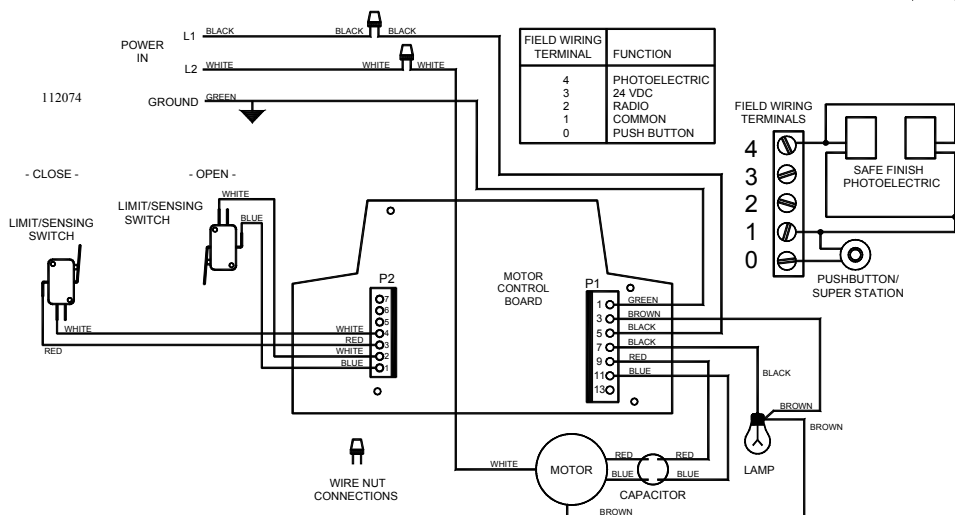 L1 BLACK BLACK BLACK
POWER
IN
L2 WHITE WHITE WHITE
112074
GROUND GREEN
FIELD WIRING
TERMINAL FUNCTION
4 PHOTOELECTRIC
3 24 VDC
2 RADIO
1 COMMON
0 PUSH BUTTON
FIELD WIRING
TERMINALS
4
3
2
1
0
SAFE FINISH
PHOTOELECTRIC
PUSHBUTTON/
SUPER STATION
- CLOSE -
- OPEN -
LIMIT/SENSING
SWITCH
WHITE
RED
LIMIT/SENSING
SWITCH
WHITE
BLUE
P2
7
6
5
WHITE 4
RED 3
WHITE 2
BLUE 1
MOTOR
CONTROL
BOARD
P1
1 GREEN
3 BROWN
5 BLACK
7 BLACK
9 RED
11 BLUE
13
BLACK
BROWN
BROWN
LAMP
WIRE NUT
CONNECTIONS
WHITE
MOTOR
RED RED
BLUE BLUE
CAPACITOR
BROWN